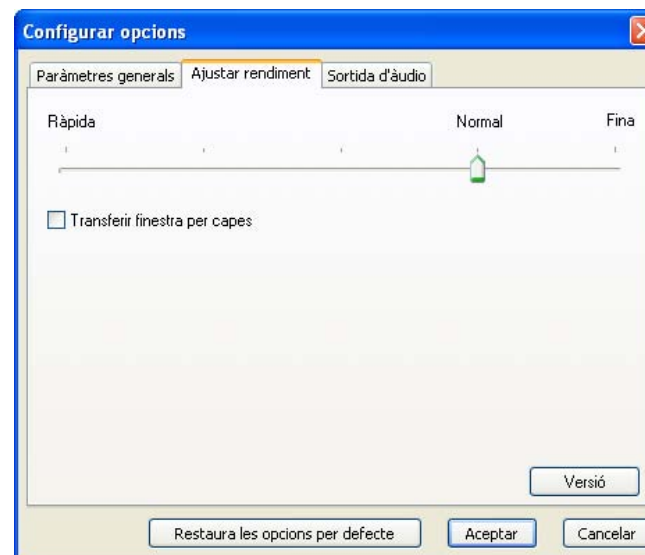 Configurar opcions
Paràmetres generals Ajustar rendiment Sortida d'àudio
Ràpida Normal Fina
Transferir finestra per capes
Versió
Restaura les opcions per defecte Aceptar Cancelar